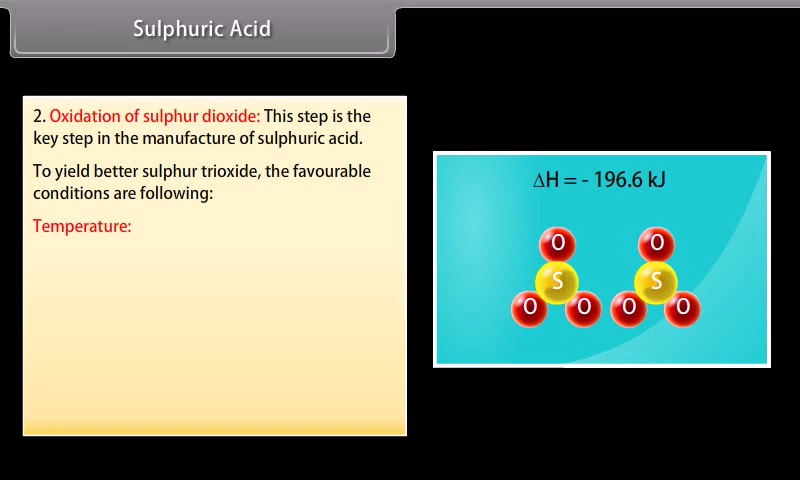 Sulphuric Acid
2. Oxidation of sulphur dioxide: This step is the
key step in the manufacture of sulphuric acid.
To yield better sulphur trioxide, the favourable
conditions are following:
Temperature:
ΔH = - 196.6 kJ
O O
S S
O O O O